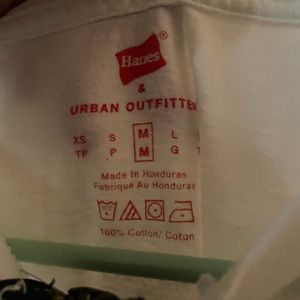 Hanes®
&
URBAN OUTFITTE
XS S M L
TP P M G
Made In Honduras
Fabriqué Au Honduras
100% Cotton/ Coton